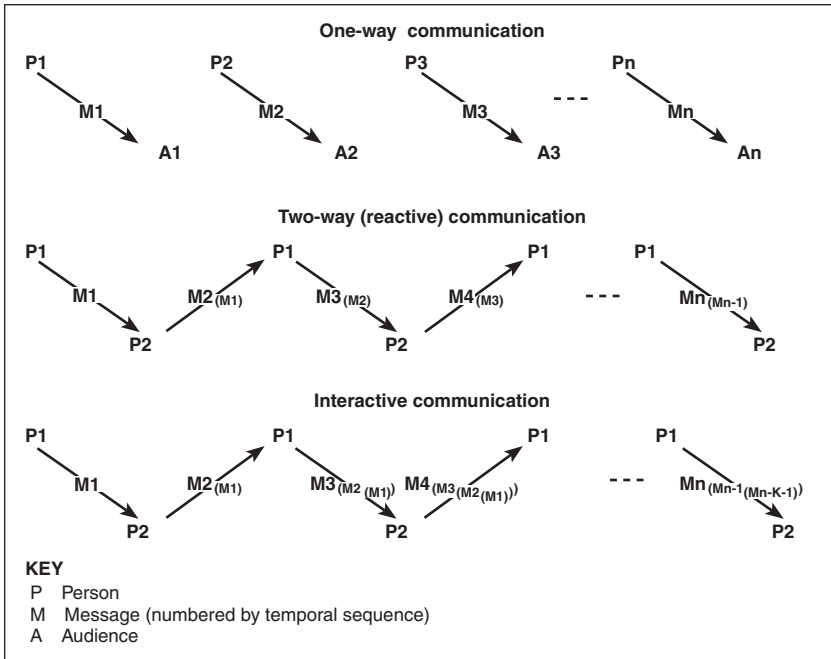 One-way communication
P1 P2 P3 Pn
M1 M2 M3 --- Mn
A1 A2 A3 An
Two-way (reactive) communication
P1 P1 P1 P1
M1 M2(M1) M3(M2) M4(M3) --- Mn(Mn-1)
P2 P2 P2
Interactive communication
P1 P1 P1 P1
M1 M2(M1) M3(M2(M1)) M4(M3(M2(M1))) --- Mn(Mn-1(Mn-K-1))
P2 P2 P2
KEY
P Person
M Message (numbered by temporal sequence)
A Audience